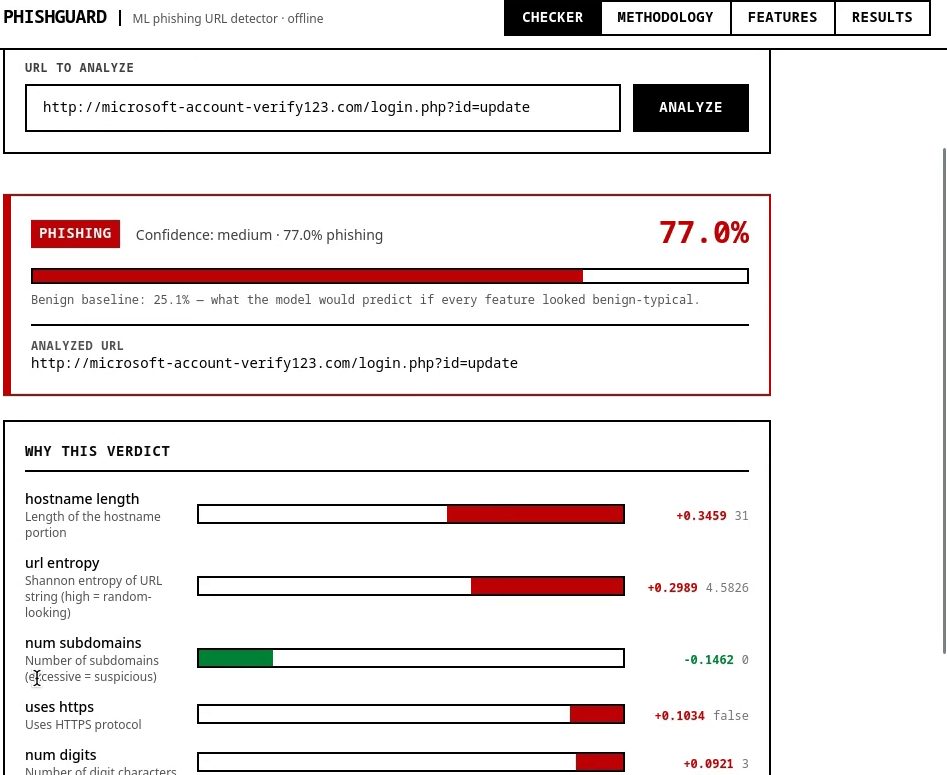 PHISHGUARD
ML phishing URL detector · offline
CHECKER
METHODOLOGY
FEATURES
RESULTS
URL TO ANALYZE
http://microsoft-account-verify123.com/login.php?id=update
ANALYZE
PHISHING
Confidence: medium · 77.0% phishing
77.0%
Benign baseline: 25.1% — what the model would predict if every feature looked benign-typical.
ANALYZED URL
http://microsoft-account-verify123.com/login.php?id=update
WHY THIS VERDICT
hostname length
Length of the hostname
portion
+0.3459 31
url entropy
Shannon entropy of URL
string (high = random-
looking)
+0.2989 4.5826
num subdomains
Number of subdomains
(excessive = suspicious)
-0.1462 0
uses https
Uses HTTPS protocol
+0.1034 false
num digits
Number of digit characters
+0.0921 3